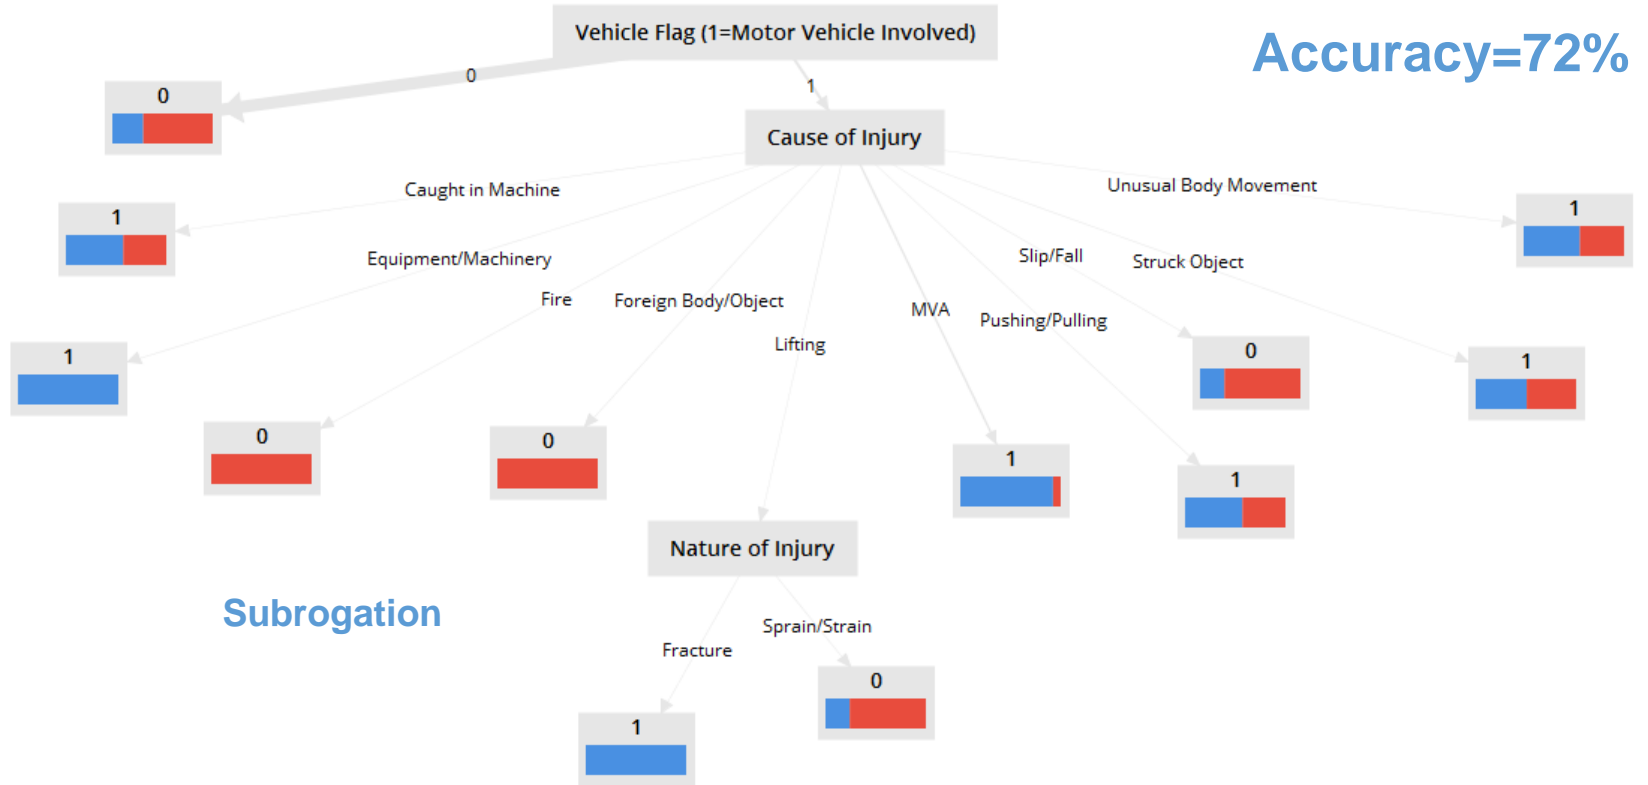 Vehicle Flag (1=Motor Vehicle Involved)
Accuracy=72%
0
1
0
Cause of Injury
Caught in Machine
Unusual Body Movement
1
1
Equipment/Machinery
Slip/Fall
Struck Object
Fire
Foreign Body/Object
MVA
Pushing/Pulling
Lifting
1
0
1
0
0
1
1
Nature of Injury
Subrogation
Sprain/Strain
Fracture
0
1